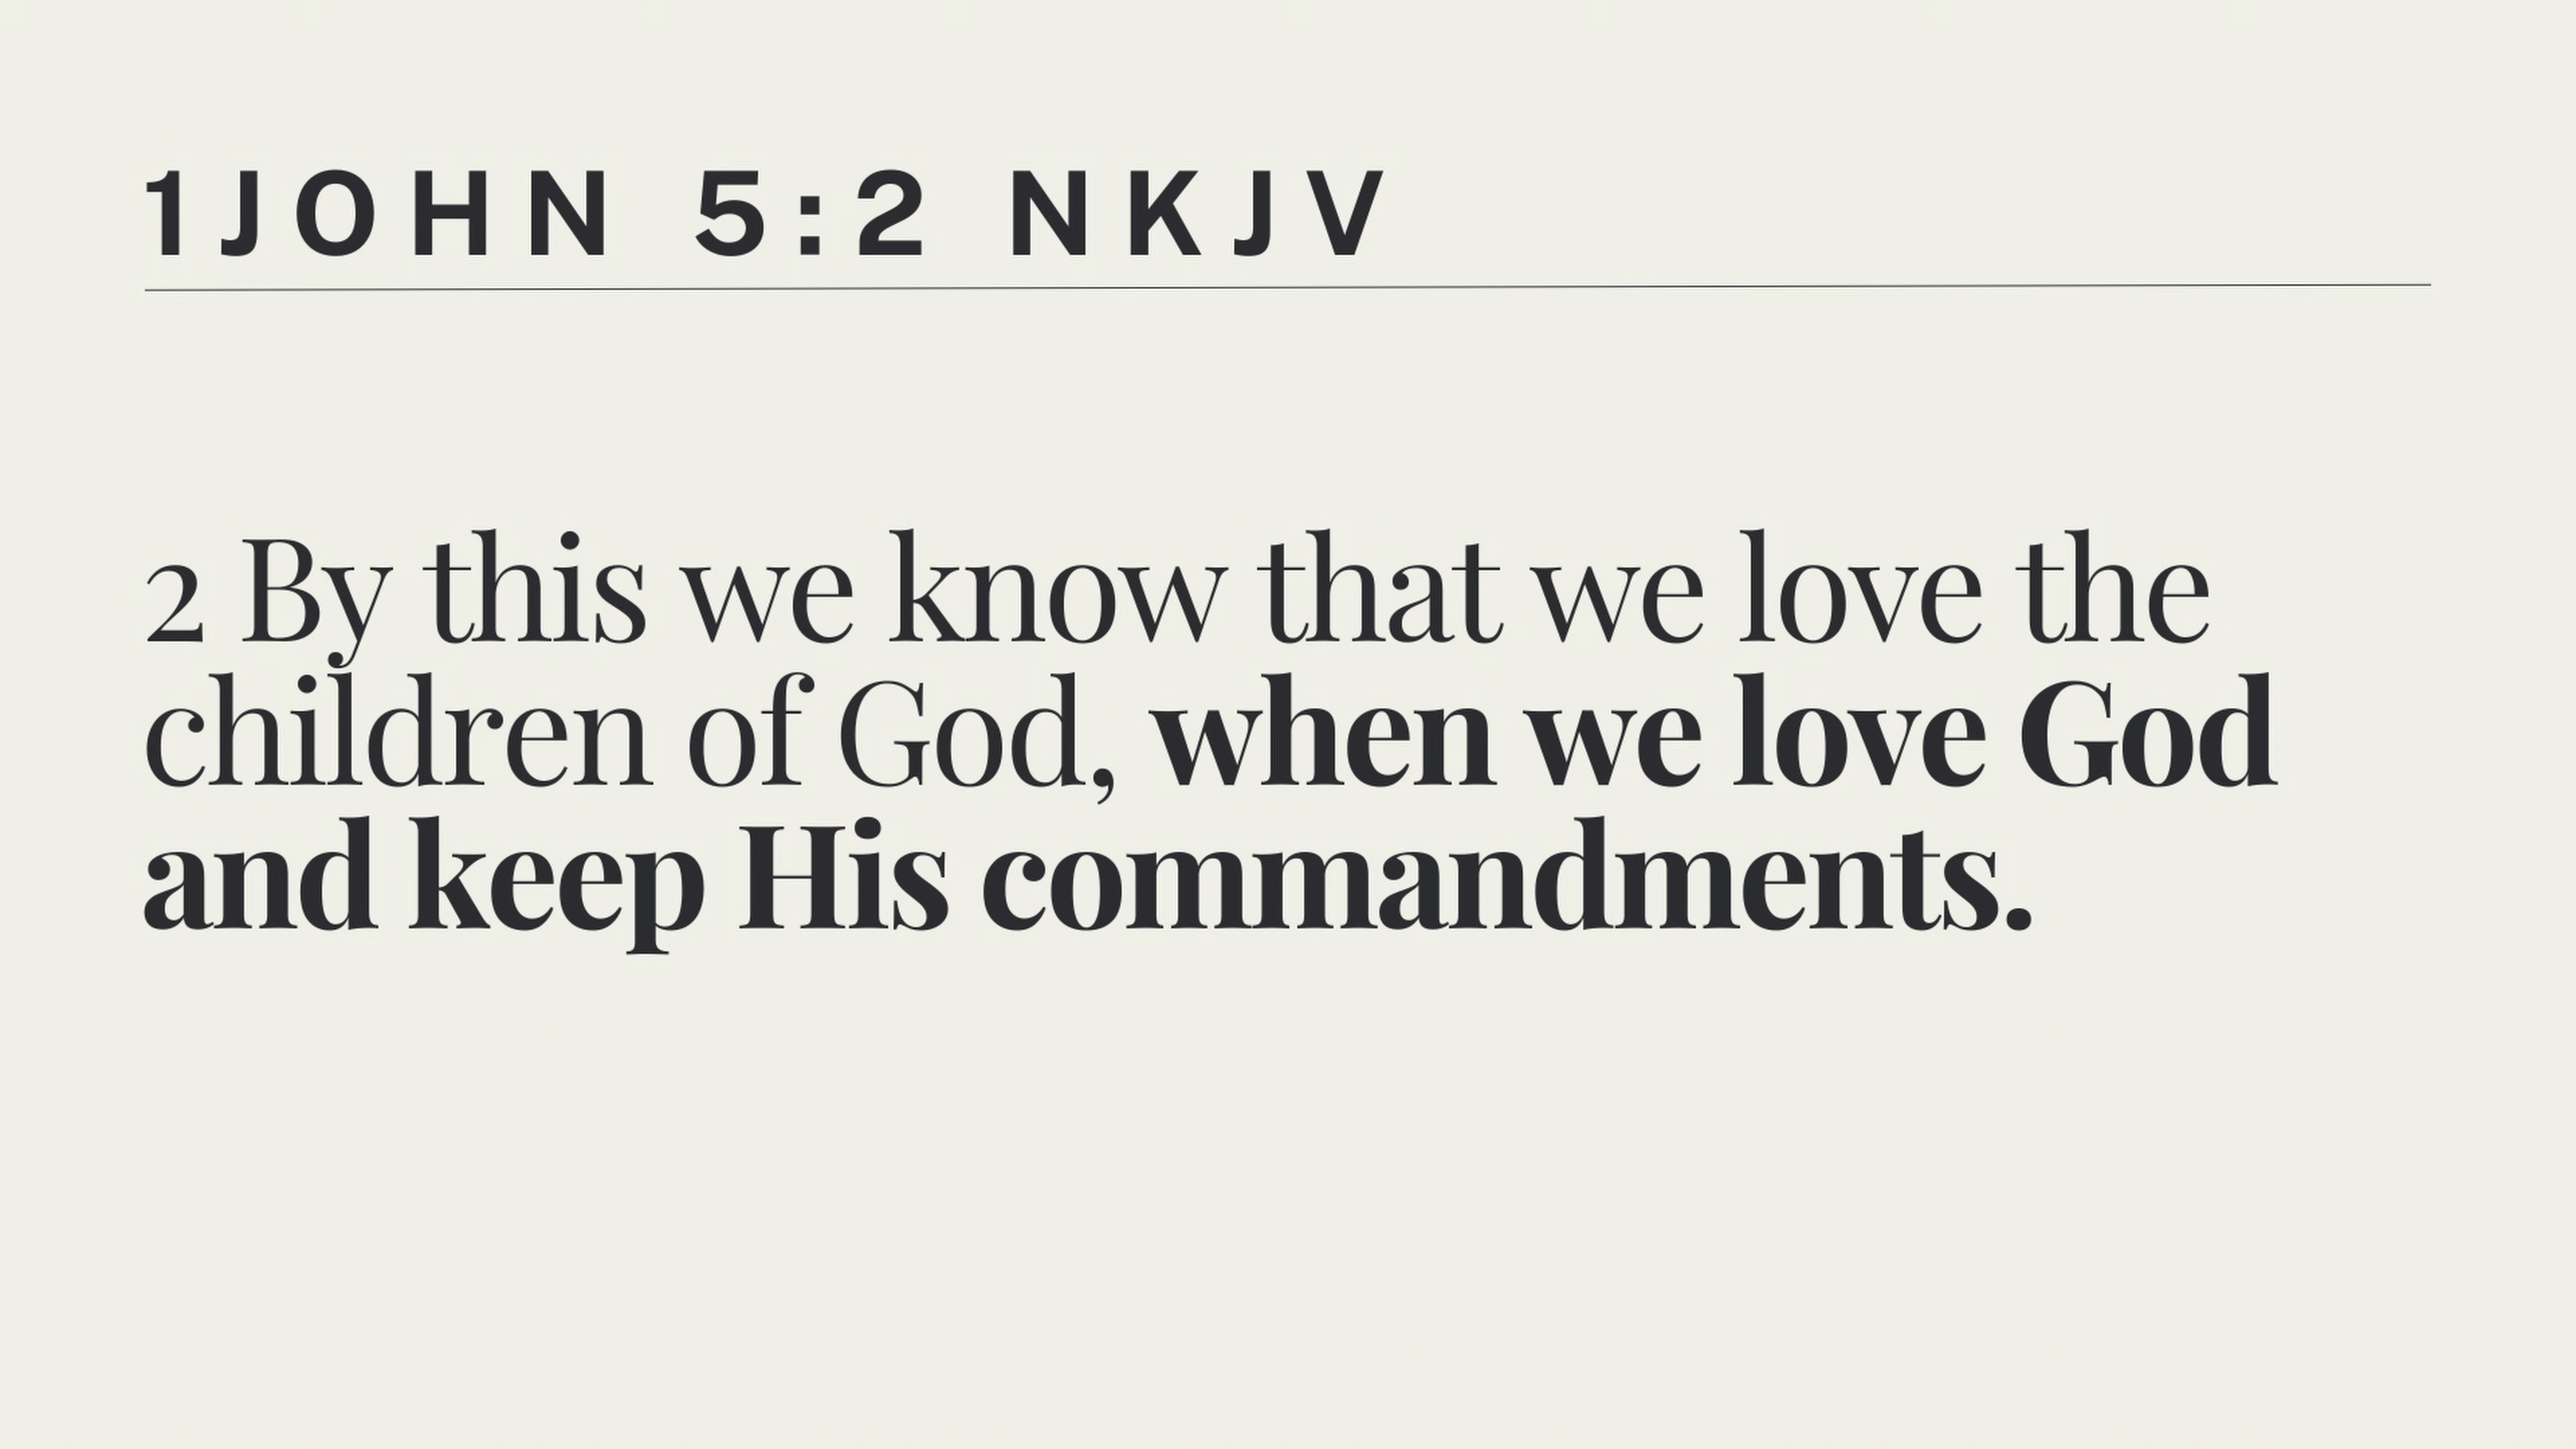 1JOHN 5:2 NKJV
2 By this we know that we love the
children of God, when we love God
and keep His commandments.